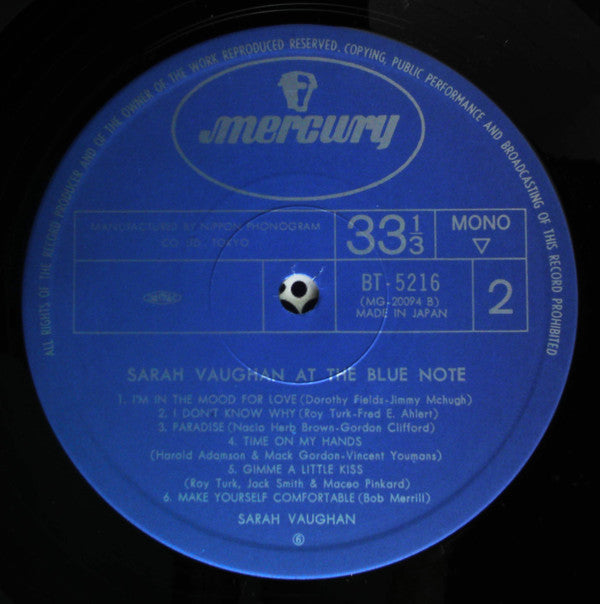 ALL RIGHTS OF THE RECORD PRODUCER AND OF THE OWNER OF THE WORK REPRODUCED RESERVED. COPYING, PUBLIC PERFORMANCE AND BROADCASTING OF THIS RECORD PROHIBITED
mercury
MANUFACTURED BY NIPPON PHONOGRAM
CO., LTD., TOKYO
33 1/3
MONO
▽
BT-5216
(MG-20094 B)
MADE IN JAPAN
2
SARAH VAUGHAN AT THE BLUE NOTE
1. I'M IN THE MOOD FOR LOVE (Dorothy Fields-Jimmy Mchugh)
2. I DON'T KNOW WHY (Roy Turk-Fred E. Ahlert)
3. PARADISE (Nacio Herb Brown-Gordon Clifford)
4. TIME ON MY HANDS
(Harold Adamson & Mack Gordon-Vincent Youmans)
5. GIMME A LITTLE KISS
(Roy Turk, Jack Smith & Maceo Pinkard)
6. MAKE YOURSELF COMFORTABLE (Bob Merrill)
SARAH VAUGHAN
⑥